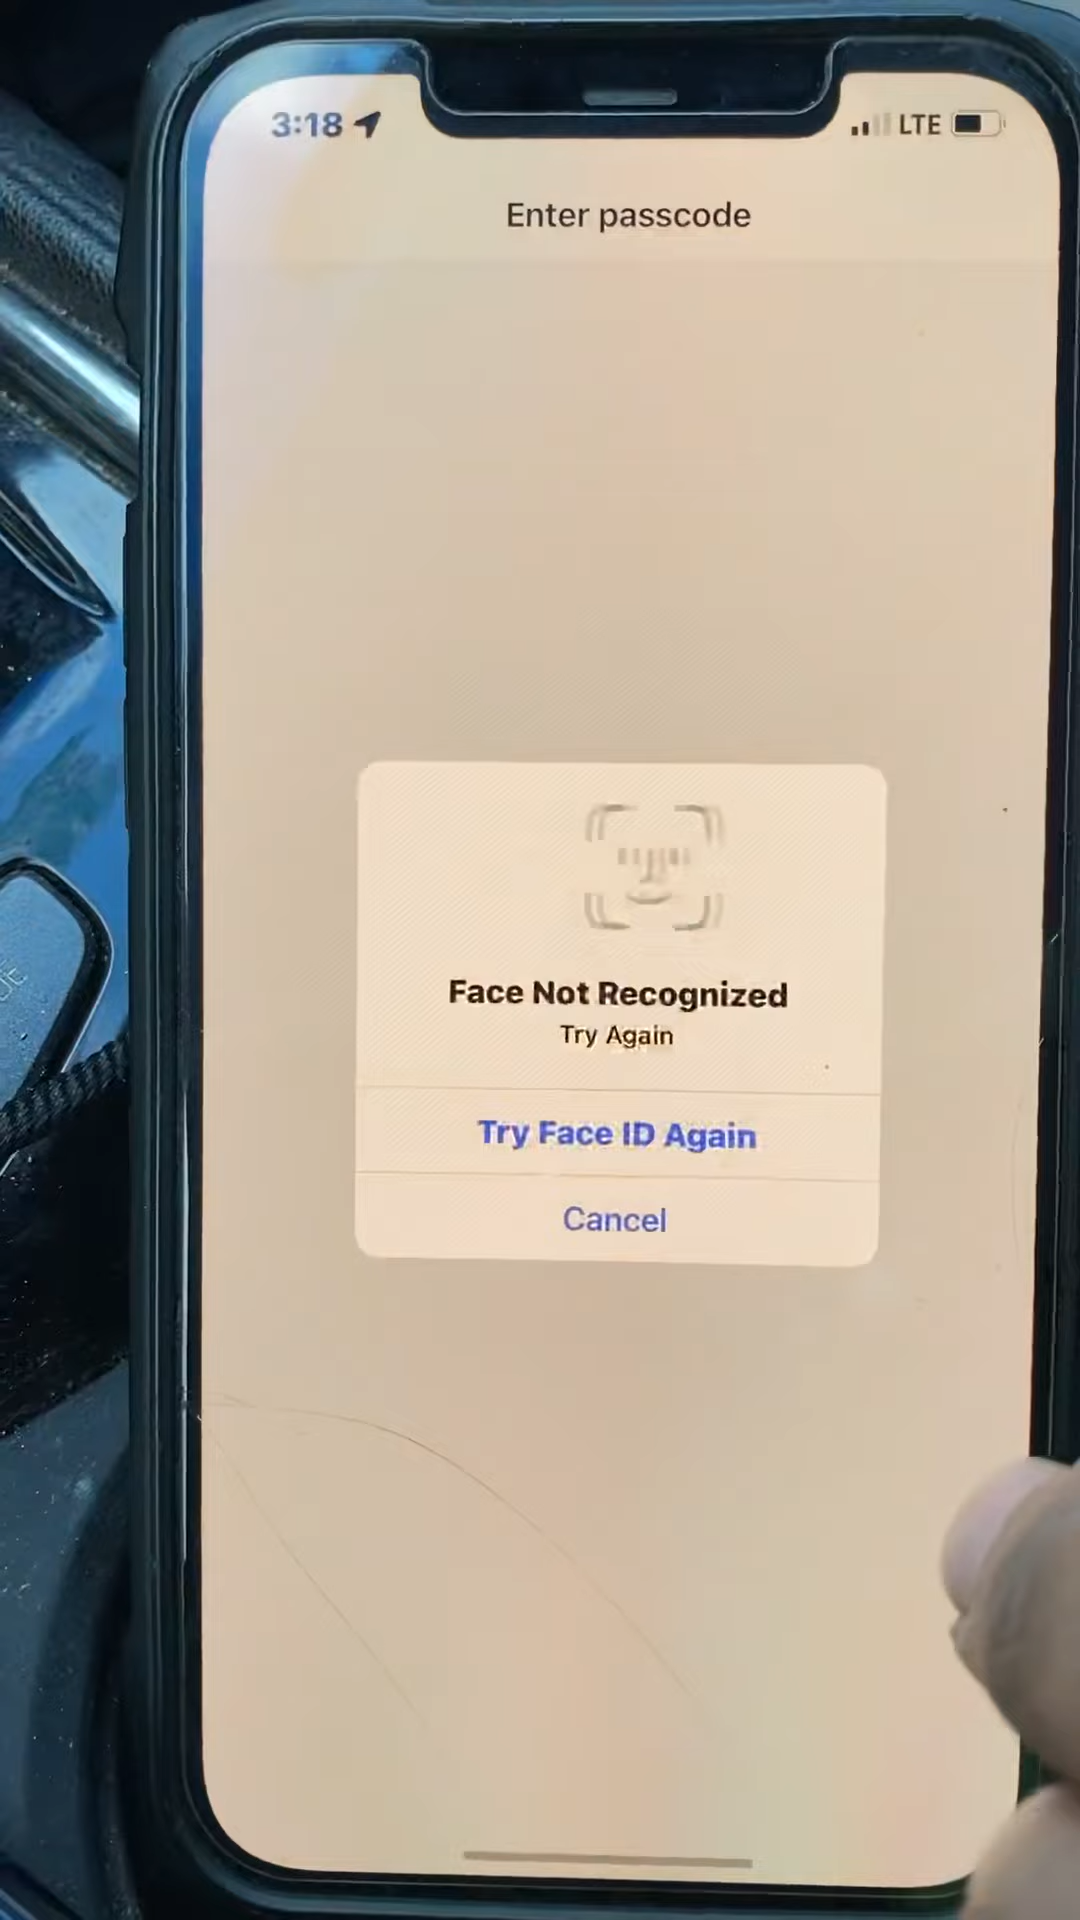 3:18
LTE
Enter passcode
Face Not Recognized
Try Again
Try Face ID Again
Cancel